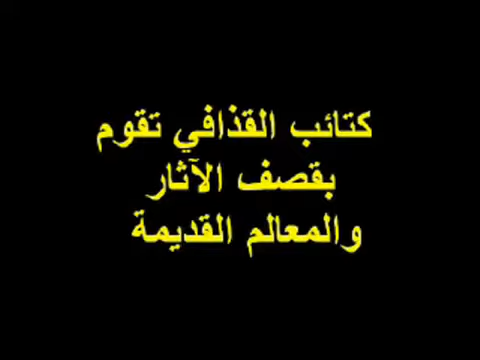 كتائب القذافي تقوم
بقصف الآثار
والمعالم القديمة